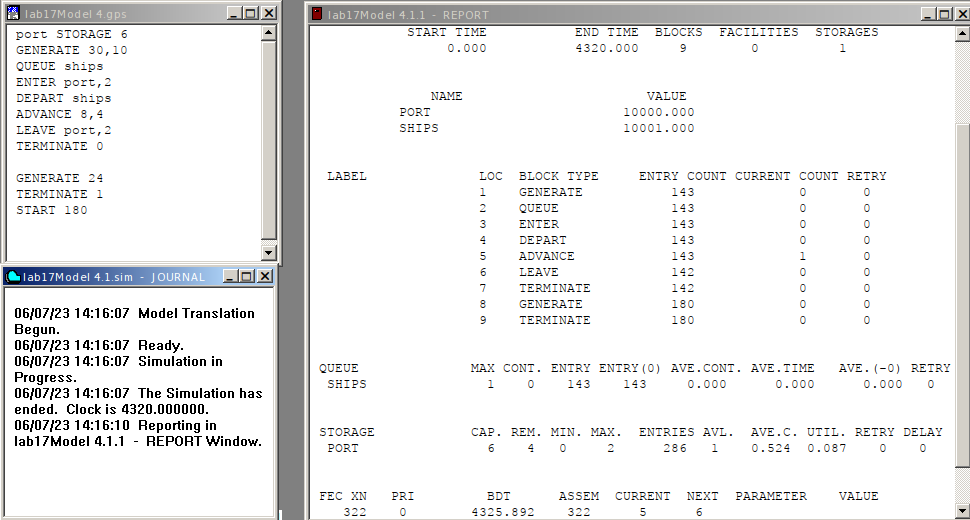 lab17Model 4.gps
port STORAGE 6
GENERATE 30,10
QUEUE ships
ENTER port,2
DEPART ships
ADVANCE 8,4
LEAVE port,2
TERMINATE 0
GENERATE 24
TERMINATE 1
START 180
lab17Model 4.1.sim - JOURNAL
06/07/23 14:16:07 Model Translation
Begun.
06/07/23 14:16:07 Ready.
06/07/23 14:16:07 Simulation in
Progress.
06/07/23 14:16:07 The Simulation has
ended. Clock is 4320.000000.
06/07/23 14:16:10 Reporting in
lab17Model 4.1.1 - REPORT Window.
lab17Model 4.1.1 - REPORT
START TIME END TIME BLOCKS FACILITIES STORAGES
0.000 4320.000 9 0 1
NAME VALUE
PORT 10000.000
SHIPS 10001.000
LABEL LOC BLOCK TYPE ENTRY COUNT CURRENT COUNT RETRY
1 GENERATE 143 0 0
2 QUEUE 143 0 0
3 ENTER 143 0 0
4 DEPART 143 0 0
5 ADVANCE 143 1 0
6 LEAVE 142 0 0
7 TERMINATE 142 0 0
8 GENERATE 180 0 0
9 TERMINATE 180 0 0
QUEUE MAX CONT. ENTRY ENTRY(0) AVE.CONT. AVE.TIME AVE.(-0) RETRY
SHIPS 1 0 143 143 0.000 0.000 0.000 0
STORAGE CAP. REM. MIN. MAX. ENTRIES AVL. AVE.C. UTIL. RETRY DELAY
PORT 6 4 0 2 286 1 0.524 0.087 0 0
FEC XN PRI BDT ASSEM CURRENT NEXT PARAMETER VALUE
322 0 4325.892 322 5 6